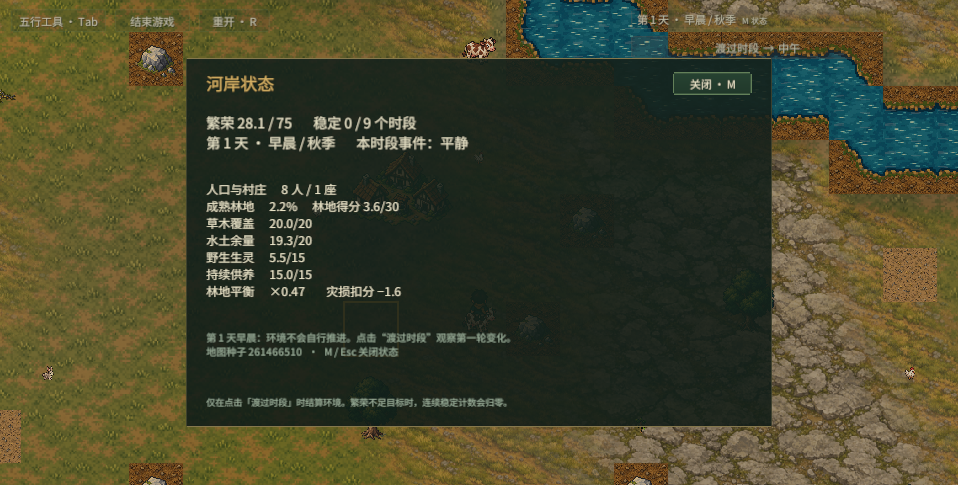 五行工具 · Tab 结束游戏 重开 · R 第1天 · 早晨/秋季 M 状态
渡过时段 → 中午
河岸状态 关闭 · M
繁荣 28.1/75 稳定 0/9 个时段
第1天 · 早晨/秋季 本时段事件：平静
人口与村庄 8人/1座
成熟林地 2.2% 林地得分 3.6/30
草木覆盖 20.0/20
水土余量 19.3/20
野生生灵 5.5/15
持续供养 15.0/15
林地平衡 ×0.47 灾损扣分 −1.6
第1天早晨：环境不会自行推进。点击“渡过时段”观察第一轮变化。
地图种子 261466510 · M/Esc 关闭状态
仅在点击「渡过时段」时结算环境。繁荣不足目标时，连续稳定计数会归零。